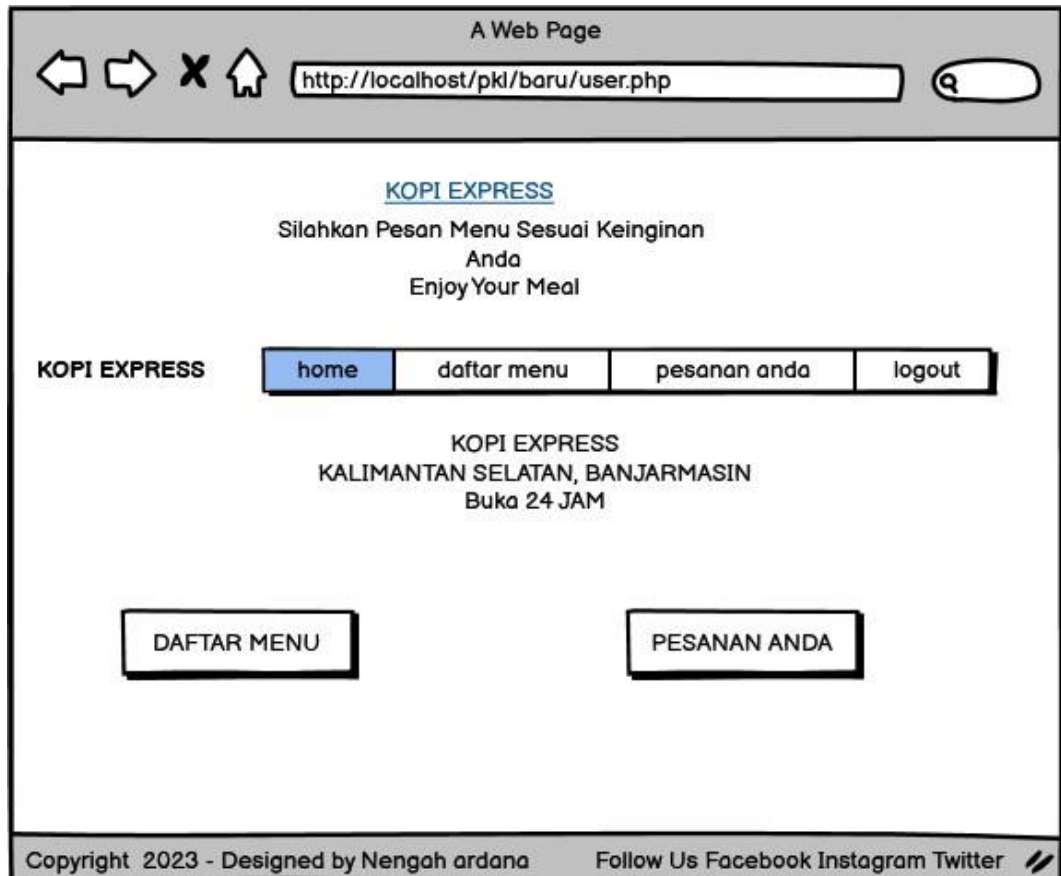 A Web Page
http://localhost/pkl/baru/user.php
KOPI EXPRESS
Silahkan Pesan Menu Sesuai Keinginan
Anda
Enjoy Your Meal
KOPI EXPRESS home daftar menu pesanan anda logout
KOPI EXPRESS
KALIMANTAN SELATAN, BANJARMASIN
Buka 24 JAM
DAFTAR MENU PESANAN ANDA
Copyright 2023 - Designed by Nengah ardana Follow Us Facebook Instagram Twitter